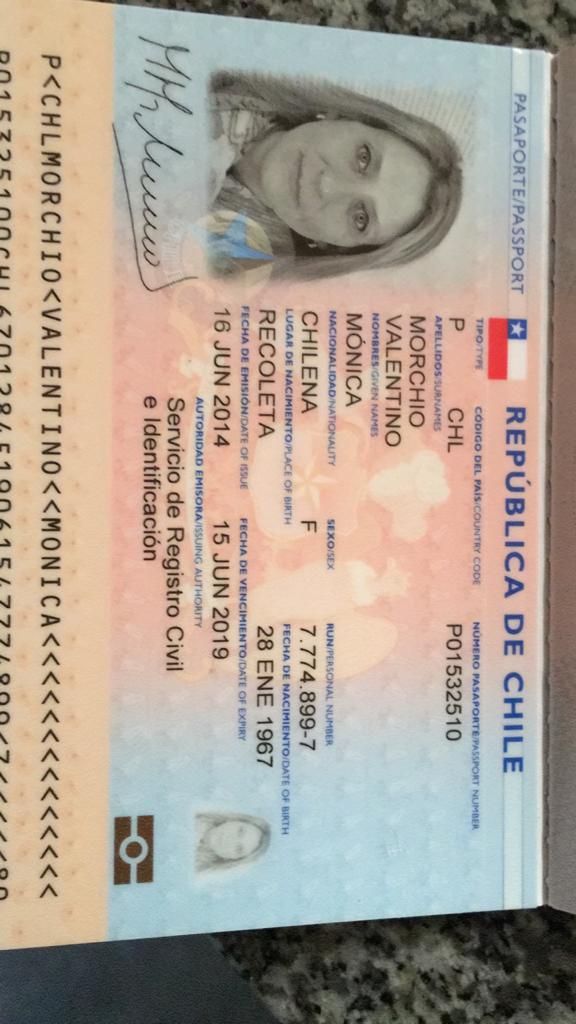 PASAPORTE/PASSPORT
REPÚBLICA DE CHILE
TIPO/TYPE CÓDIGO DEL PAÍS/COUNTRY CODE NÚMERO PASAPORTE/PASSPORT NUMBER
P CHL P01532510
APELLIDOS/SURNAMES
MORCHIO
VALENTINO
NOMBRES/GIVEN NAMES
MÓNICA
NACIONALIDAD/NATIONALITY SEXO/SEX RUN/PERSONAL NUMBER
CHILENA F 7.774.899-7
LUGAR DE NACIMIENTO/PLACE OF BIRTH FECHA DE NACIMIENTO/DATE OF BIRTH
RECOLETA 28 ENE 1967
FECHA DE EMISIÓN/DATE OF ISSUE FECHA DE VENCIMIENTO/DATE OF EXPIRY
16 JUN 2014 15 JUN 2019
AUTORIDAD EMISORA/ISSUING AUTHORITY
Servicio de Registro Civil
e Identificación
P<CHLMORCHIO<VALENTINO<<MONICA<<<<<<<<<<<<<<